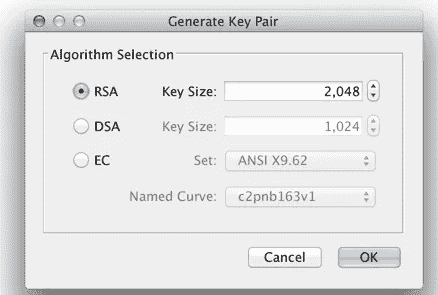 Generate Key Pair
Algorithm Selection
RSA Key Size: 2,048
DSA Key Size: 1,024
EC Set: ANSI X9.62
Named Curve: c2pnb163v1
Cancel OK